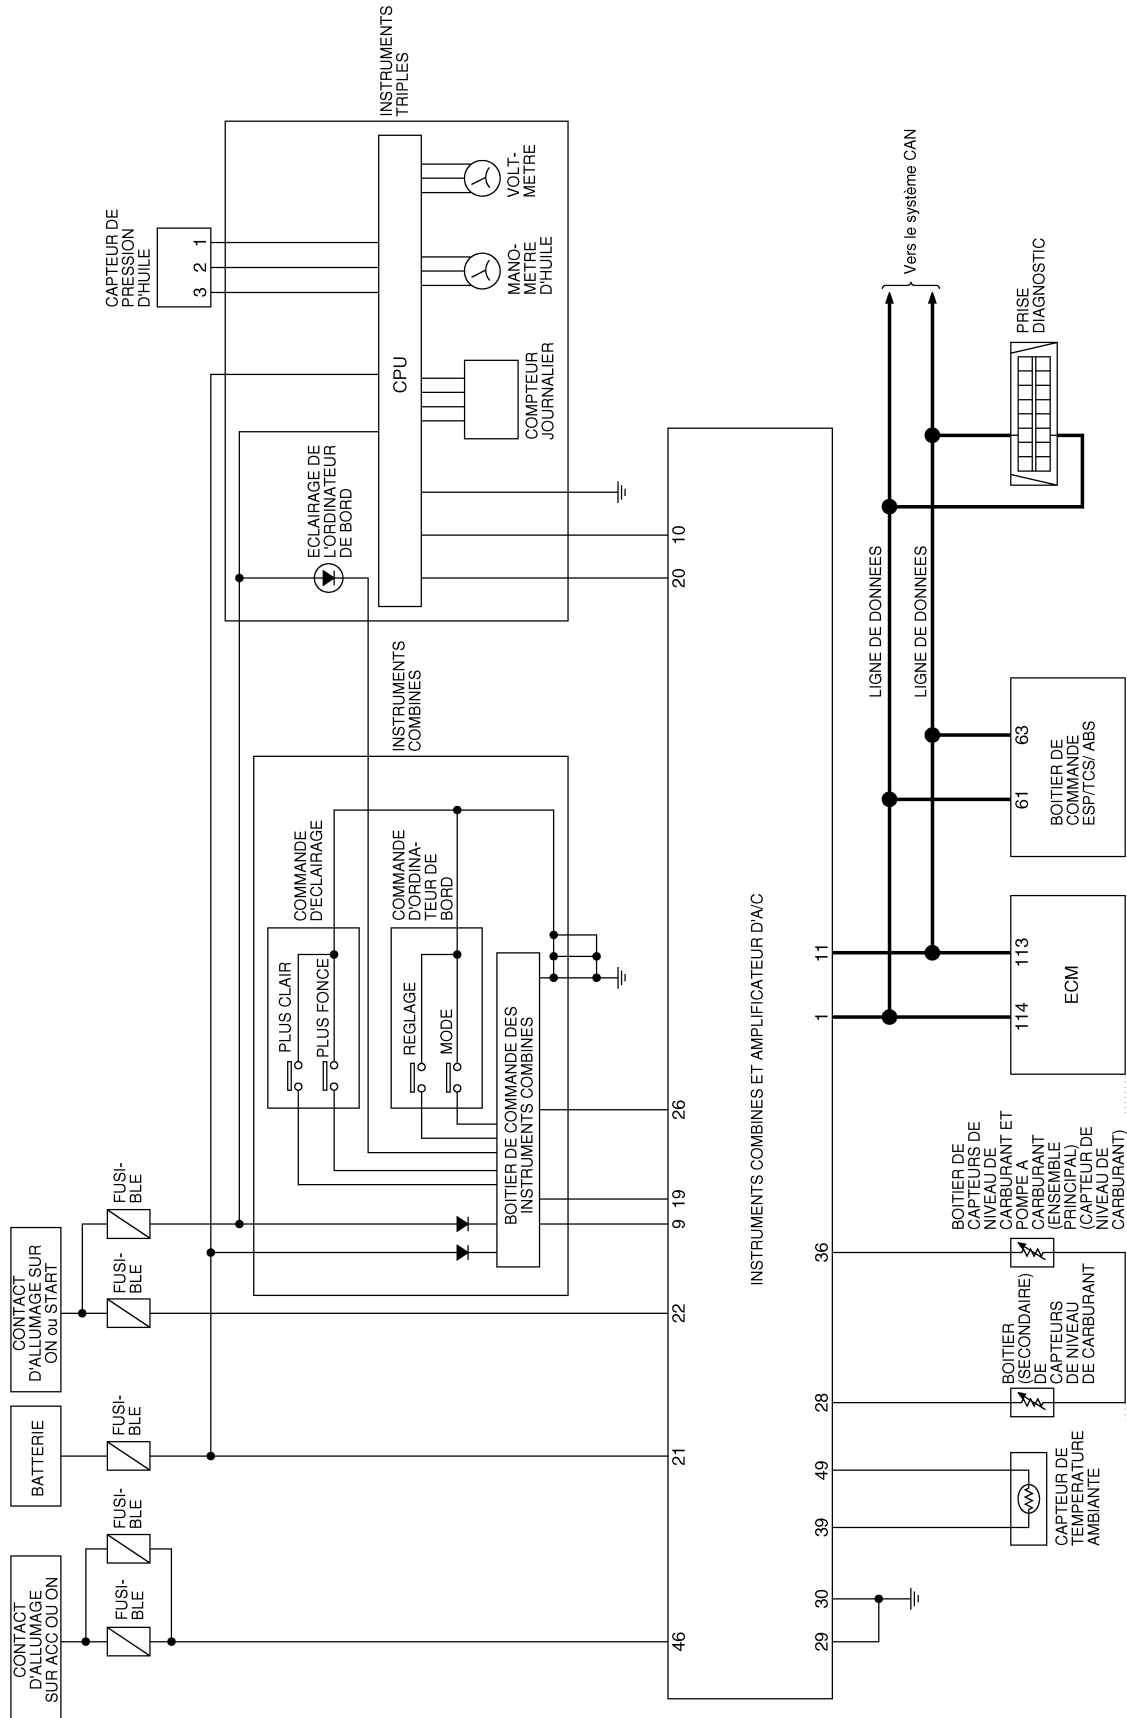 CONTACT
D'ALLUMAGE
SUR ACC OU ON
FUSI-
BLE
FUSI-
BLE
BATTERIE
FUSI-
BLE
CONTACT
D'ALLUMAGE SUR
ON ou START
FUSI-
BLE
FUSI-
BLE
CAPTEUR DE
PRESSION
D'HUILE
3
2
1
INSTRUMENTS
TRIPLES
ECLAIRAGE DE
L'ORDINATEUR
DE BORD
CPU
COMPTEUR
JOURNALIER
MANO-
METRE
D'HUILE
VOLT-
METRE
INSTRUMENTS
COMBINES
COMMANDE
D'ECLAIRAGE
PLUS CLAIR
PLUS FONCE
COMMANDE
D'ORDINA-
TEUR DE
BORD
REGLAGE
MODE
BOITIER DE COMMANDE DES
INSTRUMENTS COMBINES
46
21
22
9
19
26
20
10
INSTRUMENTS COMBINES ET AMPLIFICATEUR D'A/C
29
30
39
49
28
36
1
11
LIGNE DE DONNEES
LIGNE DE DONNEES
Vers le système CAN
CAPTEUR DE
TEMPERATURE
AMBIANTE
BOITIER
(SECONDAIRE)
DE
CAPTEURS
DE NIVEAU
DE CARBURANT
BOITIER DE
CAPTEURS DE
NIVEAU DE
CARBURANT ET
POMPE A
CARBURANT
(ENSEMBLE
PRINCIPAL)
(CAPTEUR DE
NIVEAU DE
CARBURANT)
114
113
ECM
61
63
BOITIER DE
COMMANDE
ESP/TCS/ ABS
PRISE
DIAGNOSTIC